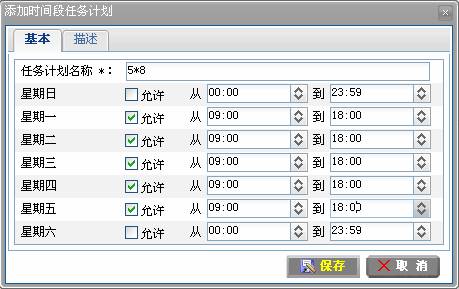 添加时间段任务计划
基本 描述
任务计划名称 *: 5*8
星期日 允许 从 00:00 到 23:59
星期一 允许 从 09:00 到 18:00
星期二 允许 从 09:00 到 18:00
星期三 允许 从 09:00 到 18:00
星期四 允许 从 09:00 到 18:00
星期五 允许 从 09:00 到 18:00
星期六 允许 从 00:00 到 23:59
保存 取 消